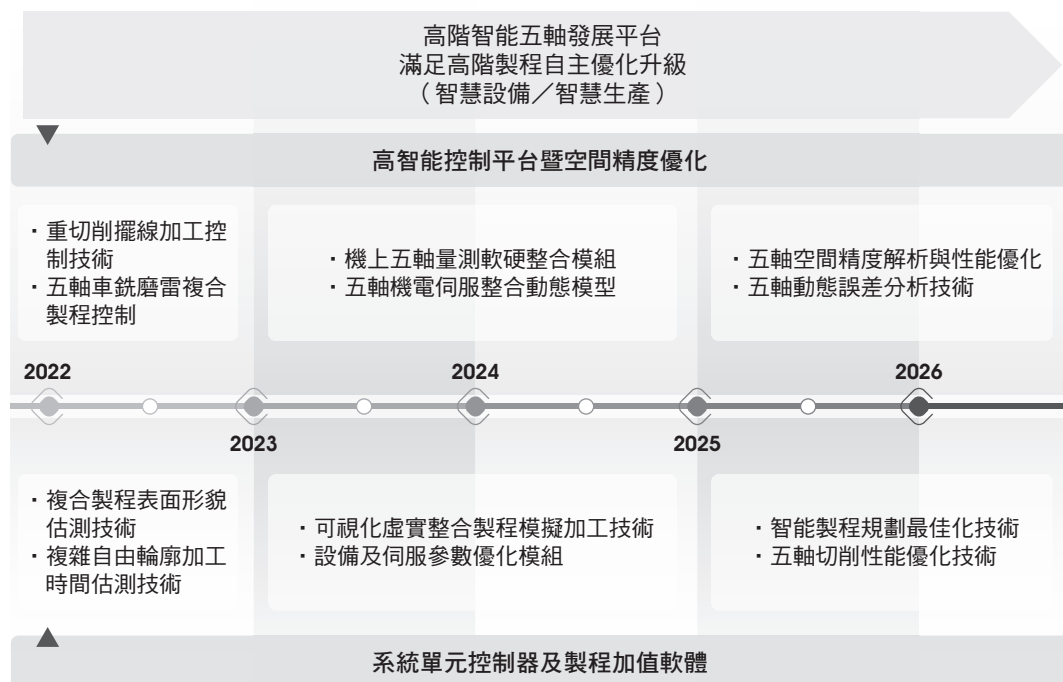 高階智能五軸發展平台
滿足高階製程自主優化升級
（智慧設備／智慧生產）
高智能控制平台暨空間精度優化
・重切削擺線加工控
制技術
・五軸車銑磨雷複合
製程控制
・機上五軸量測軟硬整合模組
・五軸機電伺服整合動態模型
・五軸空間精度解析與性能優化
・五軸動態誤差分析技術
2022
2024
2026
2023
2025
・複合製程表面形貌
估測技術
・複雜自由輪廓加工
時間估測技術
・可視化虛實整合製程模擬加工技術
・設備及伺服參數優化模組
・智能製程規劃最佳化技術
・五軸切削性能優化技術
系統單元控制器及製程加值軟體